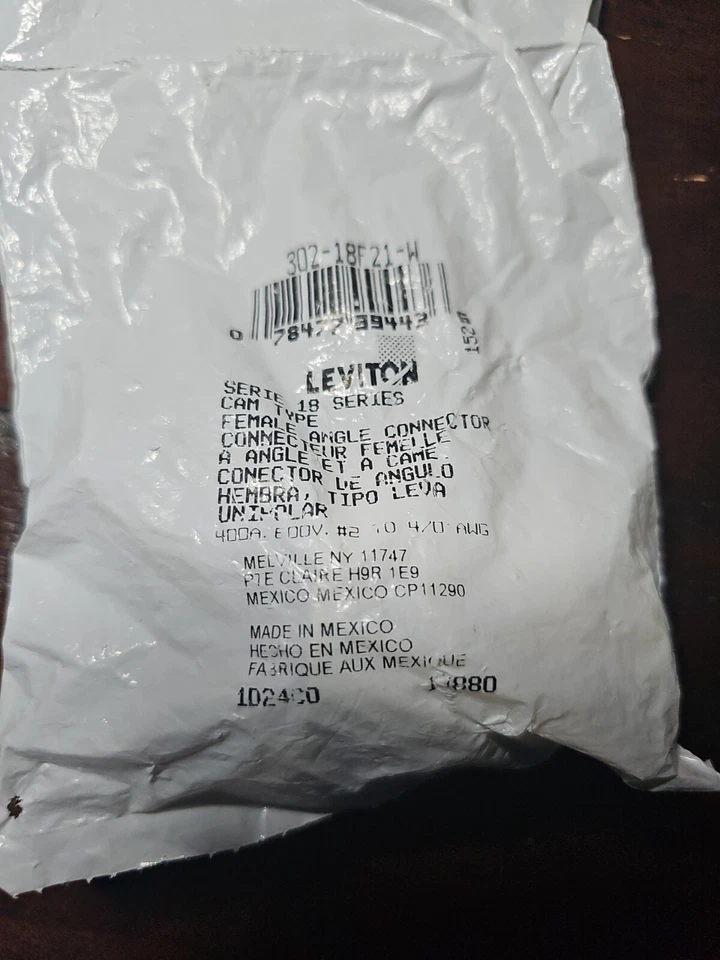 302-18F21-W
0 78477 39443
LEVITON
SERIE 18 SERIES
CAM TYPE
FEMALE ANGLE CONNECTOR
CONNECTEUR FEMELLE
A ANGLE ET A CAME
CONECTOR DE ANGULO
HEMBRA, TIPO LEVA
UNIPOLAR
400A. 600V. #2 TO 4/0 AWG
MELVILLE NY 11747
PTE CLAIRE H9R 1E9
MEXICO MEXICO CP11290
MADE IN MEXICO
HECHO EN MEXICO
FABRIQUE AUX MEXIQUE